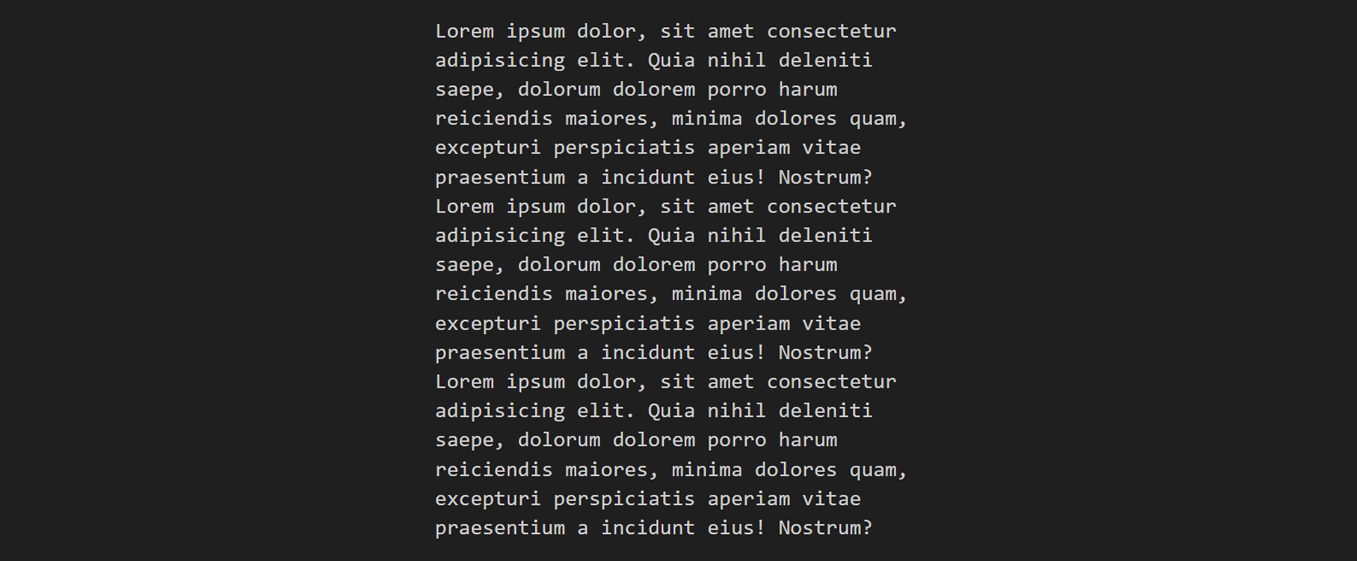 Lorem ipsum dolor, sit amet consectetur
adipisicing elit. Quia nihil deleniti
saepe, dolorum dolorem porro harum
reiciendis maiores, minima dolores quam,
excepturi perspiciatis aperiam vitae
praesentium a incidunt eius! Nostrum?
Lorem ipsum dolor, sit amet consectetur
adipisicing elit. Quia nihil deleniti
saepe, dolorum dolorem porro harum
reiciendis maiores, minima dolores quam,
excepturi perspiciatis aperiam vitae
praesentium a incidunt eius! Nostrum?
Lorem ipsum dolor, sit amet consectetur
adipisicing elit. Quia nihil deleniti
saepe, dolorum dolorem porro harum
reiciendis maiores, minima dolores quam,
excepturi perspiciatis aperiam vitae
praesentium a incidunt eius! Nostrum?